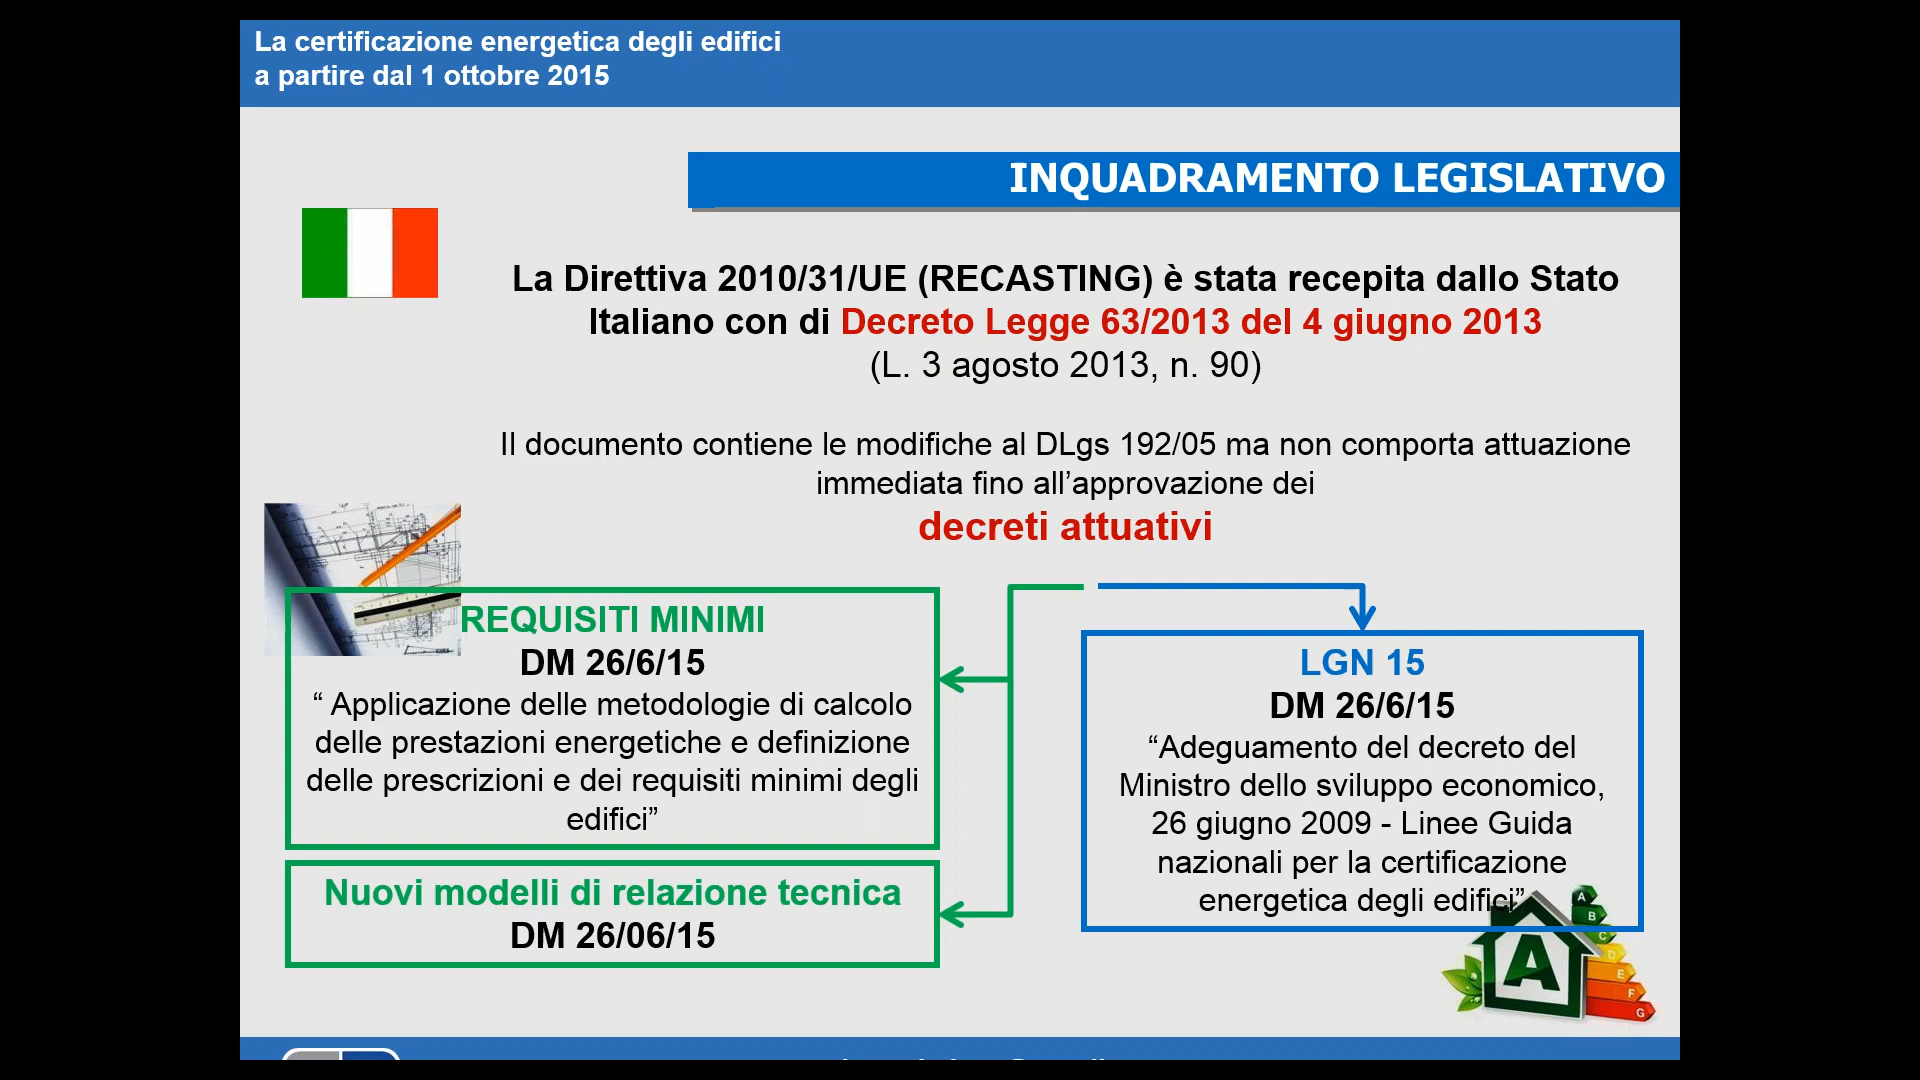 La certificazione energetica degli edifici
a partire dal 1 ottobre 2015
INQUADRAMENTO LEGISLATIVO
La Direttiva 2010/31/UE (RECASTING) è stata recepita dallo Stato
Italiano con di Decreto Legge 63/2013 del 4 giugno 2013
(L. 3 agosto 2013, n. 90)
Il documento contiene le modifiche al DLgs 192/05 ma non comporta attuazione
immediata fino all’approvazione dei
decreti attuativi
REQUISITI MINIMI
DM 26/6/15
“ Applicazione delle metodologie di calcolo
delle prestazioni energetiche e definizione
delle prescrizioni e dei requisiti minimi degli
edifici”
Nuovi modelli di relazione tecnica
DM 26/06/15
LGN 15
DM 26/6/15
“Adeguamento del decreto del
Ministro dello sviluppo economico,
26 giugno 2009 - Linee Guida
nazionali per la certificazione
energetica degli edifici”
A
A
B
C
D
E
F
G